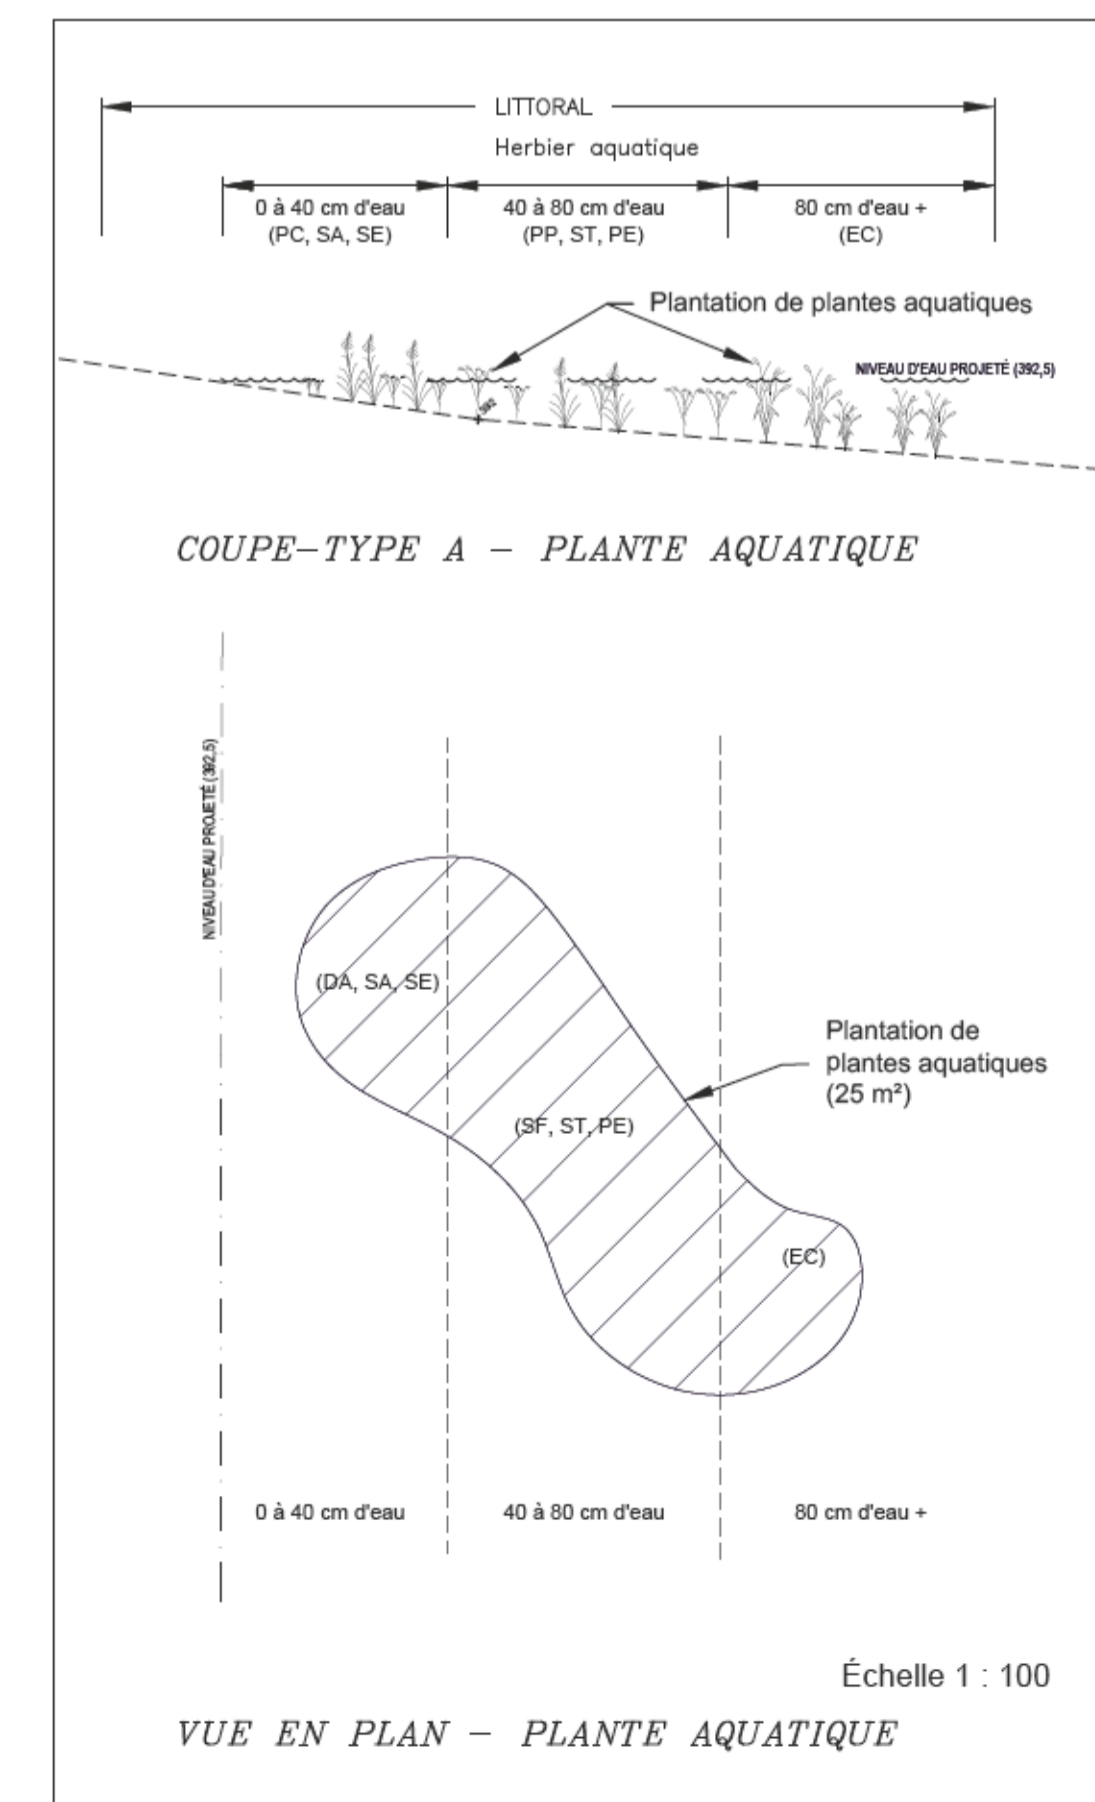 LITTORAL
Herbier aquatique
0 à 40 cm d'eau
(PC, SA, SE)
40 à 80 cm d'eau
(PP, ST, PE)
80 cm d'eau +
(EC)
Plantation de plantes aquatiques
NIVEAU D'EAU PROJETÉ (392,5)
392
COUPE-TYPE A - PLANTE AQUATIQUE
NIVEAU D'EAU PROJETÉ (392,5)
(DA, SA, SE)
Plantation de
plantes aquatiques
(25 m²)
(SF, ST, PE)
(EC)
0 à 40 cm d'eau
40 à 80 cm d'eau
80 cm d'eau +
Échelle 1 : 100
VUE EN PLAN - PLANTE AQUATIQUE